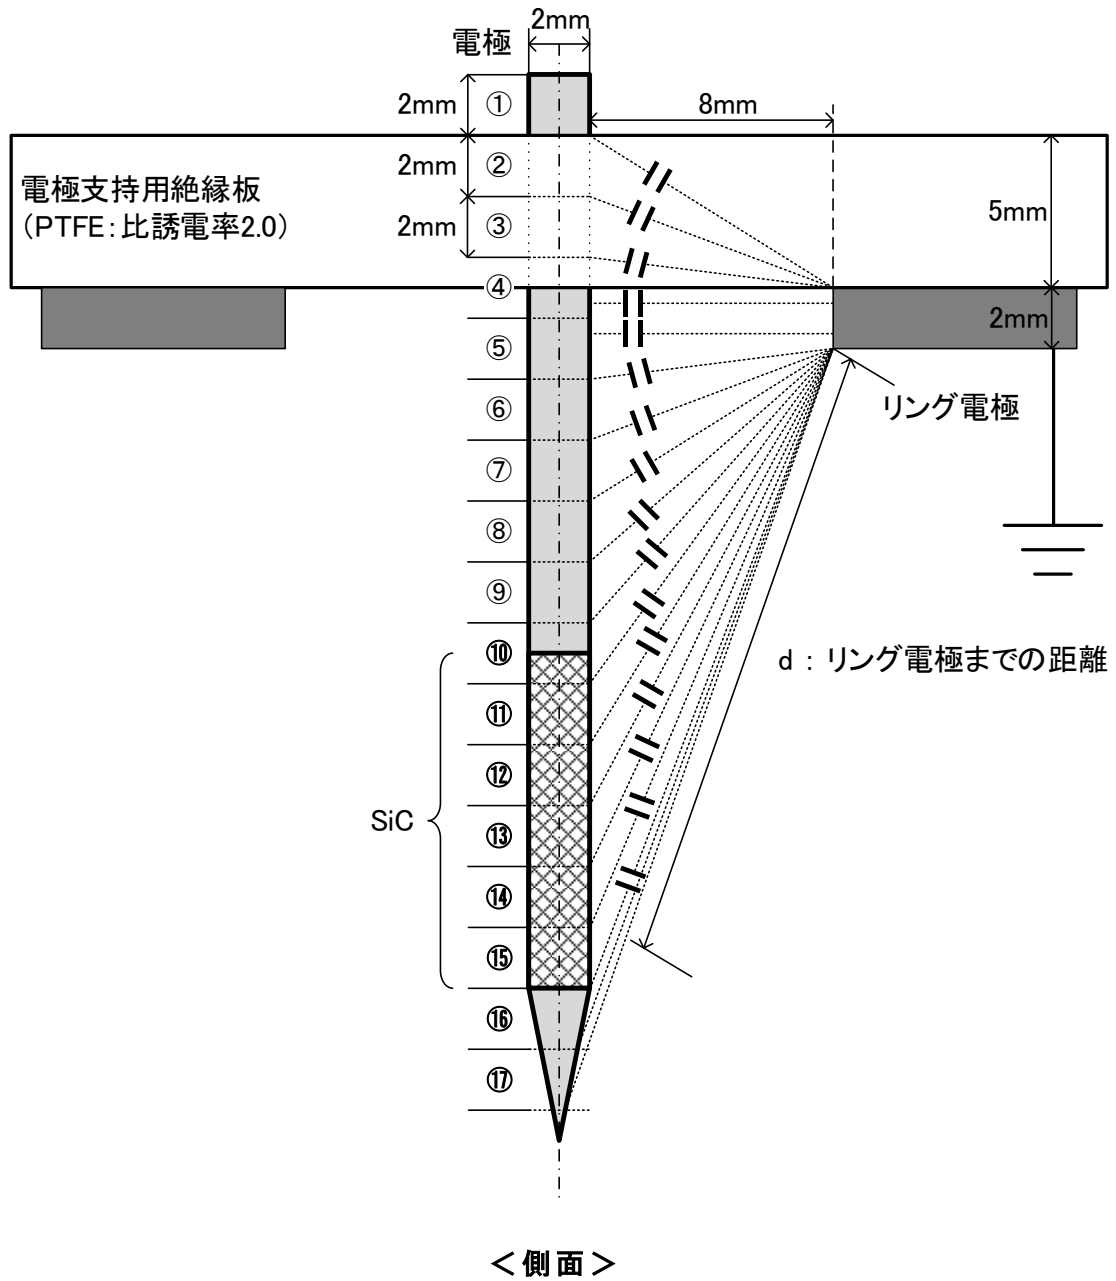 2mm
電極
2mm
①
8mm
2mm
②
電極支持用絶縁板
(PTFE：比誘電率2.0)
2mm
③
5mm
④
2mm
⑤
リング電極
⑥
⑦
⑧
⑨
⑩
d : リング電極までの距離
⑪
⑫
SiC
⑬
⑭
⑮
⑯
⑰
＜側面＞